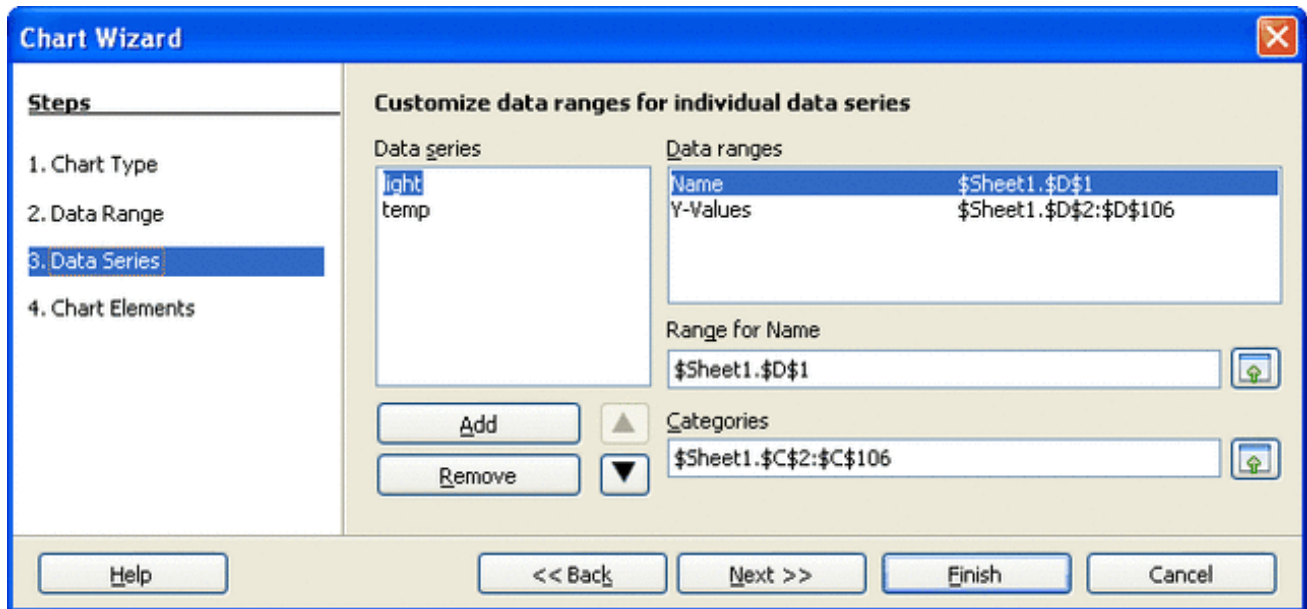 Chart Wizard
Steps
1. Chart Type
2. Data Range
3. Data Series
4. Chart Elements
Customize data ranges for individual data series
Data series
light
temp
Data ranges
Name $Sheet1.$D$1
Y-Values $Sheet1.$D$2:$D$106
Range for Name
$Sheet1.$D$1
Add
Remove
Categories
$Sheet1.$C$2:$C$106
Help
<< Back
Next >>
Finish
Cancel